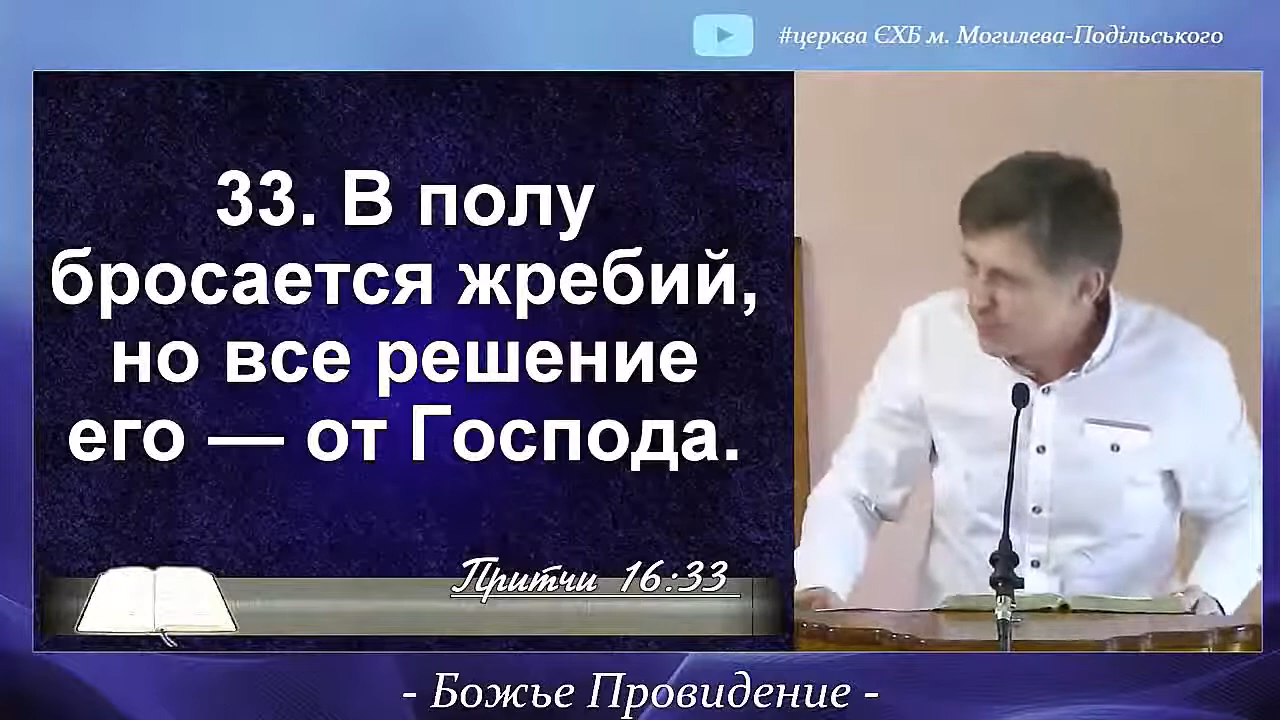 #церква ЄХБ м. Могилева-Подільського
33. В полу
бросается жребий,
но все решение
его — от Господа.
Притчи 16:33
- Божье Провидение -